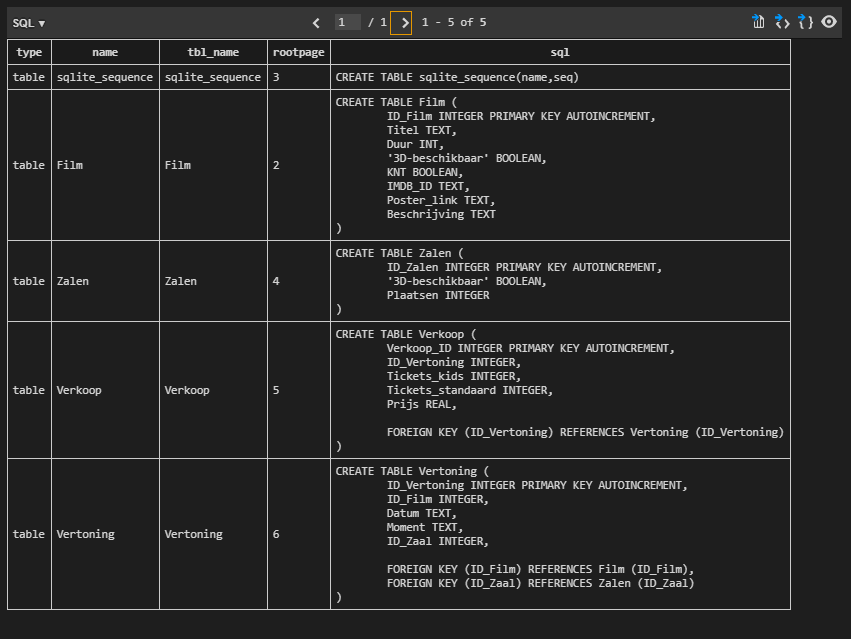 SQL ▾ < 1 / 1 > 1 - 5 of 5
type name tbl_name rootpage sql
table sqlite_sequence sqlite_sequence 3 CREATE TABLE sqlite_sequence(name,seq)
CREATE TABLE Film (
ID_Film INTEGER PRIMARY KEY AUTOINCREMENT,
Titel TEXT,
Duur INT,
'3D-beschikbaar' BOOLEAN,
table Film Film 2 KNT BOOLEAN,
IMDB_ID TEXT,
Poster_link TEXT,
Beschrijving TEXT
)
CREATE TABLE Zalen (
ID_Zalen INTEGER PRIMARY KEY AUTOINCREMENT,
table Zalen Zalen 4 '3D-beschikbaar' BOOLEAN,
Plaatsen INTEGER
)
CREATE TABLE Verkoop (
Verkoop_ID INTEGER PRIMARY KEY AUTOINCREMENT,
ID_Vertoning INTEGER,
Tickets_kids INTEGER,
table Verkoop Verkoop 5 Tickets_standaard INTEGER,
Prijs REAL,
FOREIGN KEY (ID_Vertoning) REFERENCES Vertoning (ID_Vertoning)
)
CREATE TABLE Vertoning (
ID_Vertoning INTEGER PRIMARY KEY AUTOINCREMENT,
ID_Film INTEGER,
Datum TEXT,
Moment TEXT,
table Vertoning Vertoning 6 ID_Zaal INTEGER,
FOREIGN KEY (ID_Film) REFERENCES Film (ID_Film),
FOREIGN KEY (ID_Zaal) REFERENCES Zalen (ID_Zaal)
)